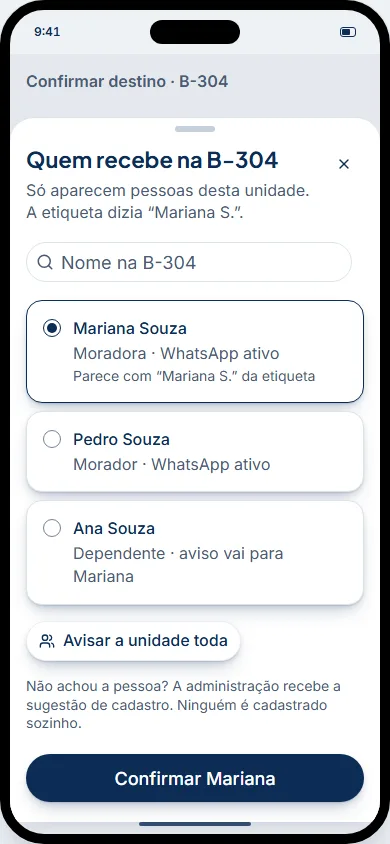 9:41
Confirmar destino · B-304
Quem recebe na B-304
Só aparecem pessoas desta unidade.
A etiqueta dizia “Mariana S.”.
Nome na B-304
Mariana Souza
Moradora · WhatsApp ativo
Parece com “Mariana S.” da etiqueta
Pedro Souza
Morador · WhatsApp ativo
Ana Souza
Dependente · aviso vai para
Mariana
Avisar a unidade toda
Não achou a pessoa? A administração recebe a
sugestão de cadastro. Ninguém é cadastrado
sozinho.
Confirmar Mariana